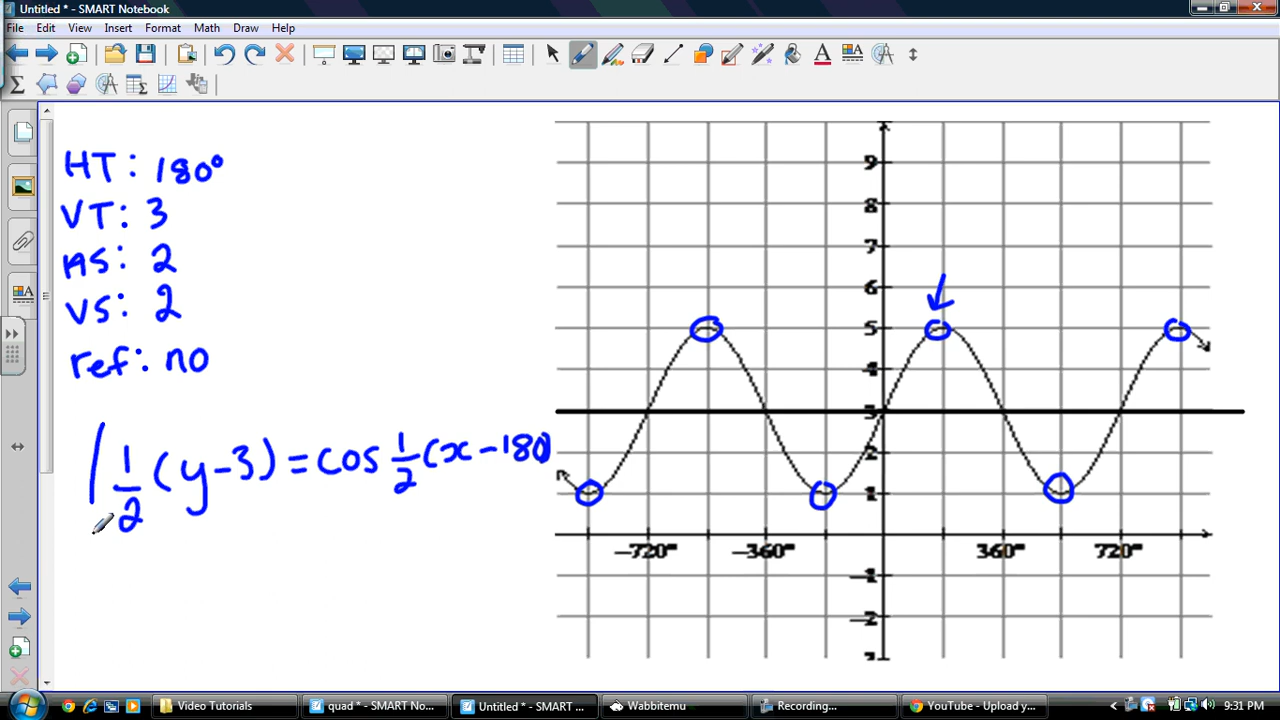 Untitled * - SMART Notebook
File Edit View Insert Format Math Draw Help
HT: 180°
VT: 3
HS: 2
VS: 2
ref: no
1/2 (y-3) = cos 1/2 (x-180)
9
8
7
6
5
4
3
2
1
-720° -360° 360° 720°
-1
-2
Video Tutorials
quad * - SMART No...
Untitled * - SMART ...
Wabbitemu
Recording...
YouTube - Upload y...
9:31 PM